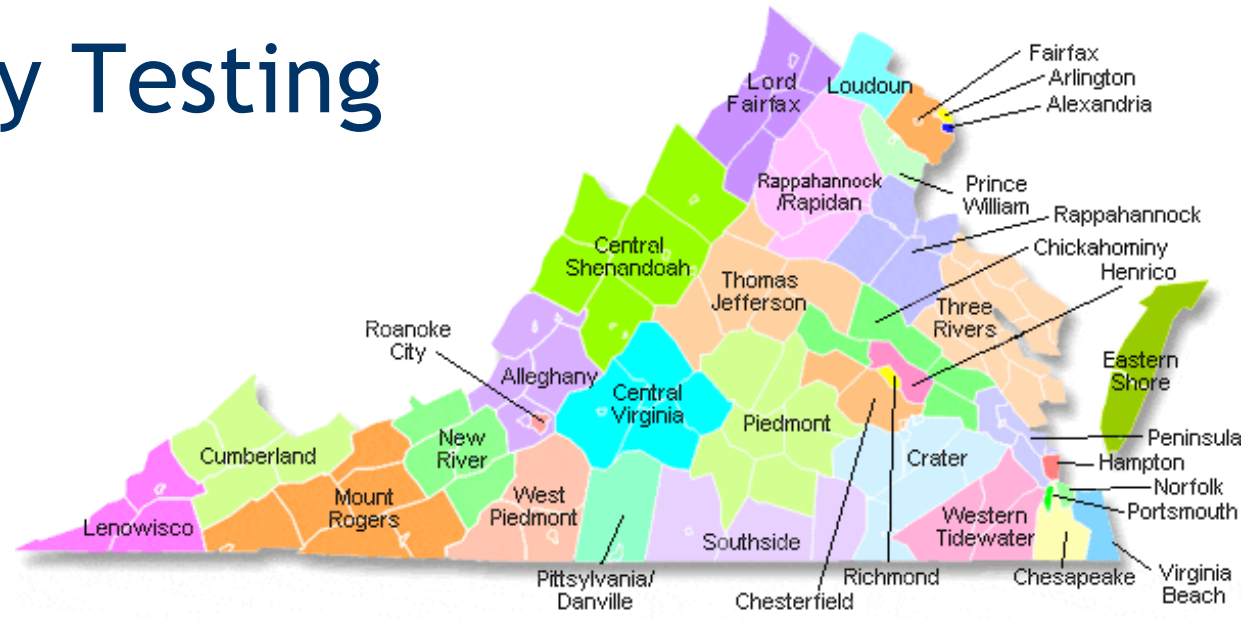 y Testing
Fairfax
Arlington
Alexandria
Lord
Fairfax
Loudoun
Rappahannock
/Rapidan
Prince
William
Rappahannock
Chickahominy
Henrico
Central
Shenandoah
Thomas
Jefferson
Three
Rivers
Roanoke
City
Eastern
Shore
Alleghany
Central
Virginia
Piedmont
Peninsula
Cumberland
New
River
Crater
Hampton
Norfolk
Portsmouth
Mount
Rogers
West
Piedmont
Western
Tidewater
Lenowisco
Southside
Pittsylvania/
Danville
Chesterfield
Richmond
Chesapeake
Virginia
Beach